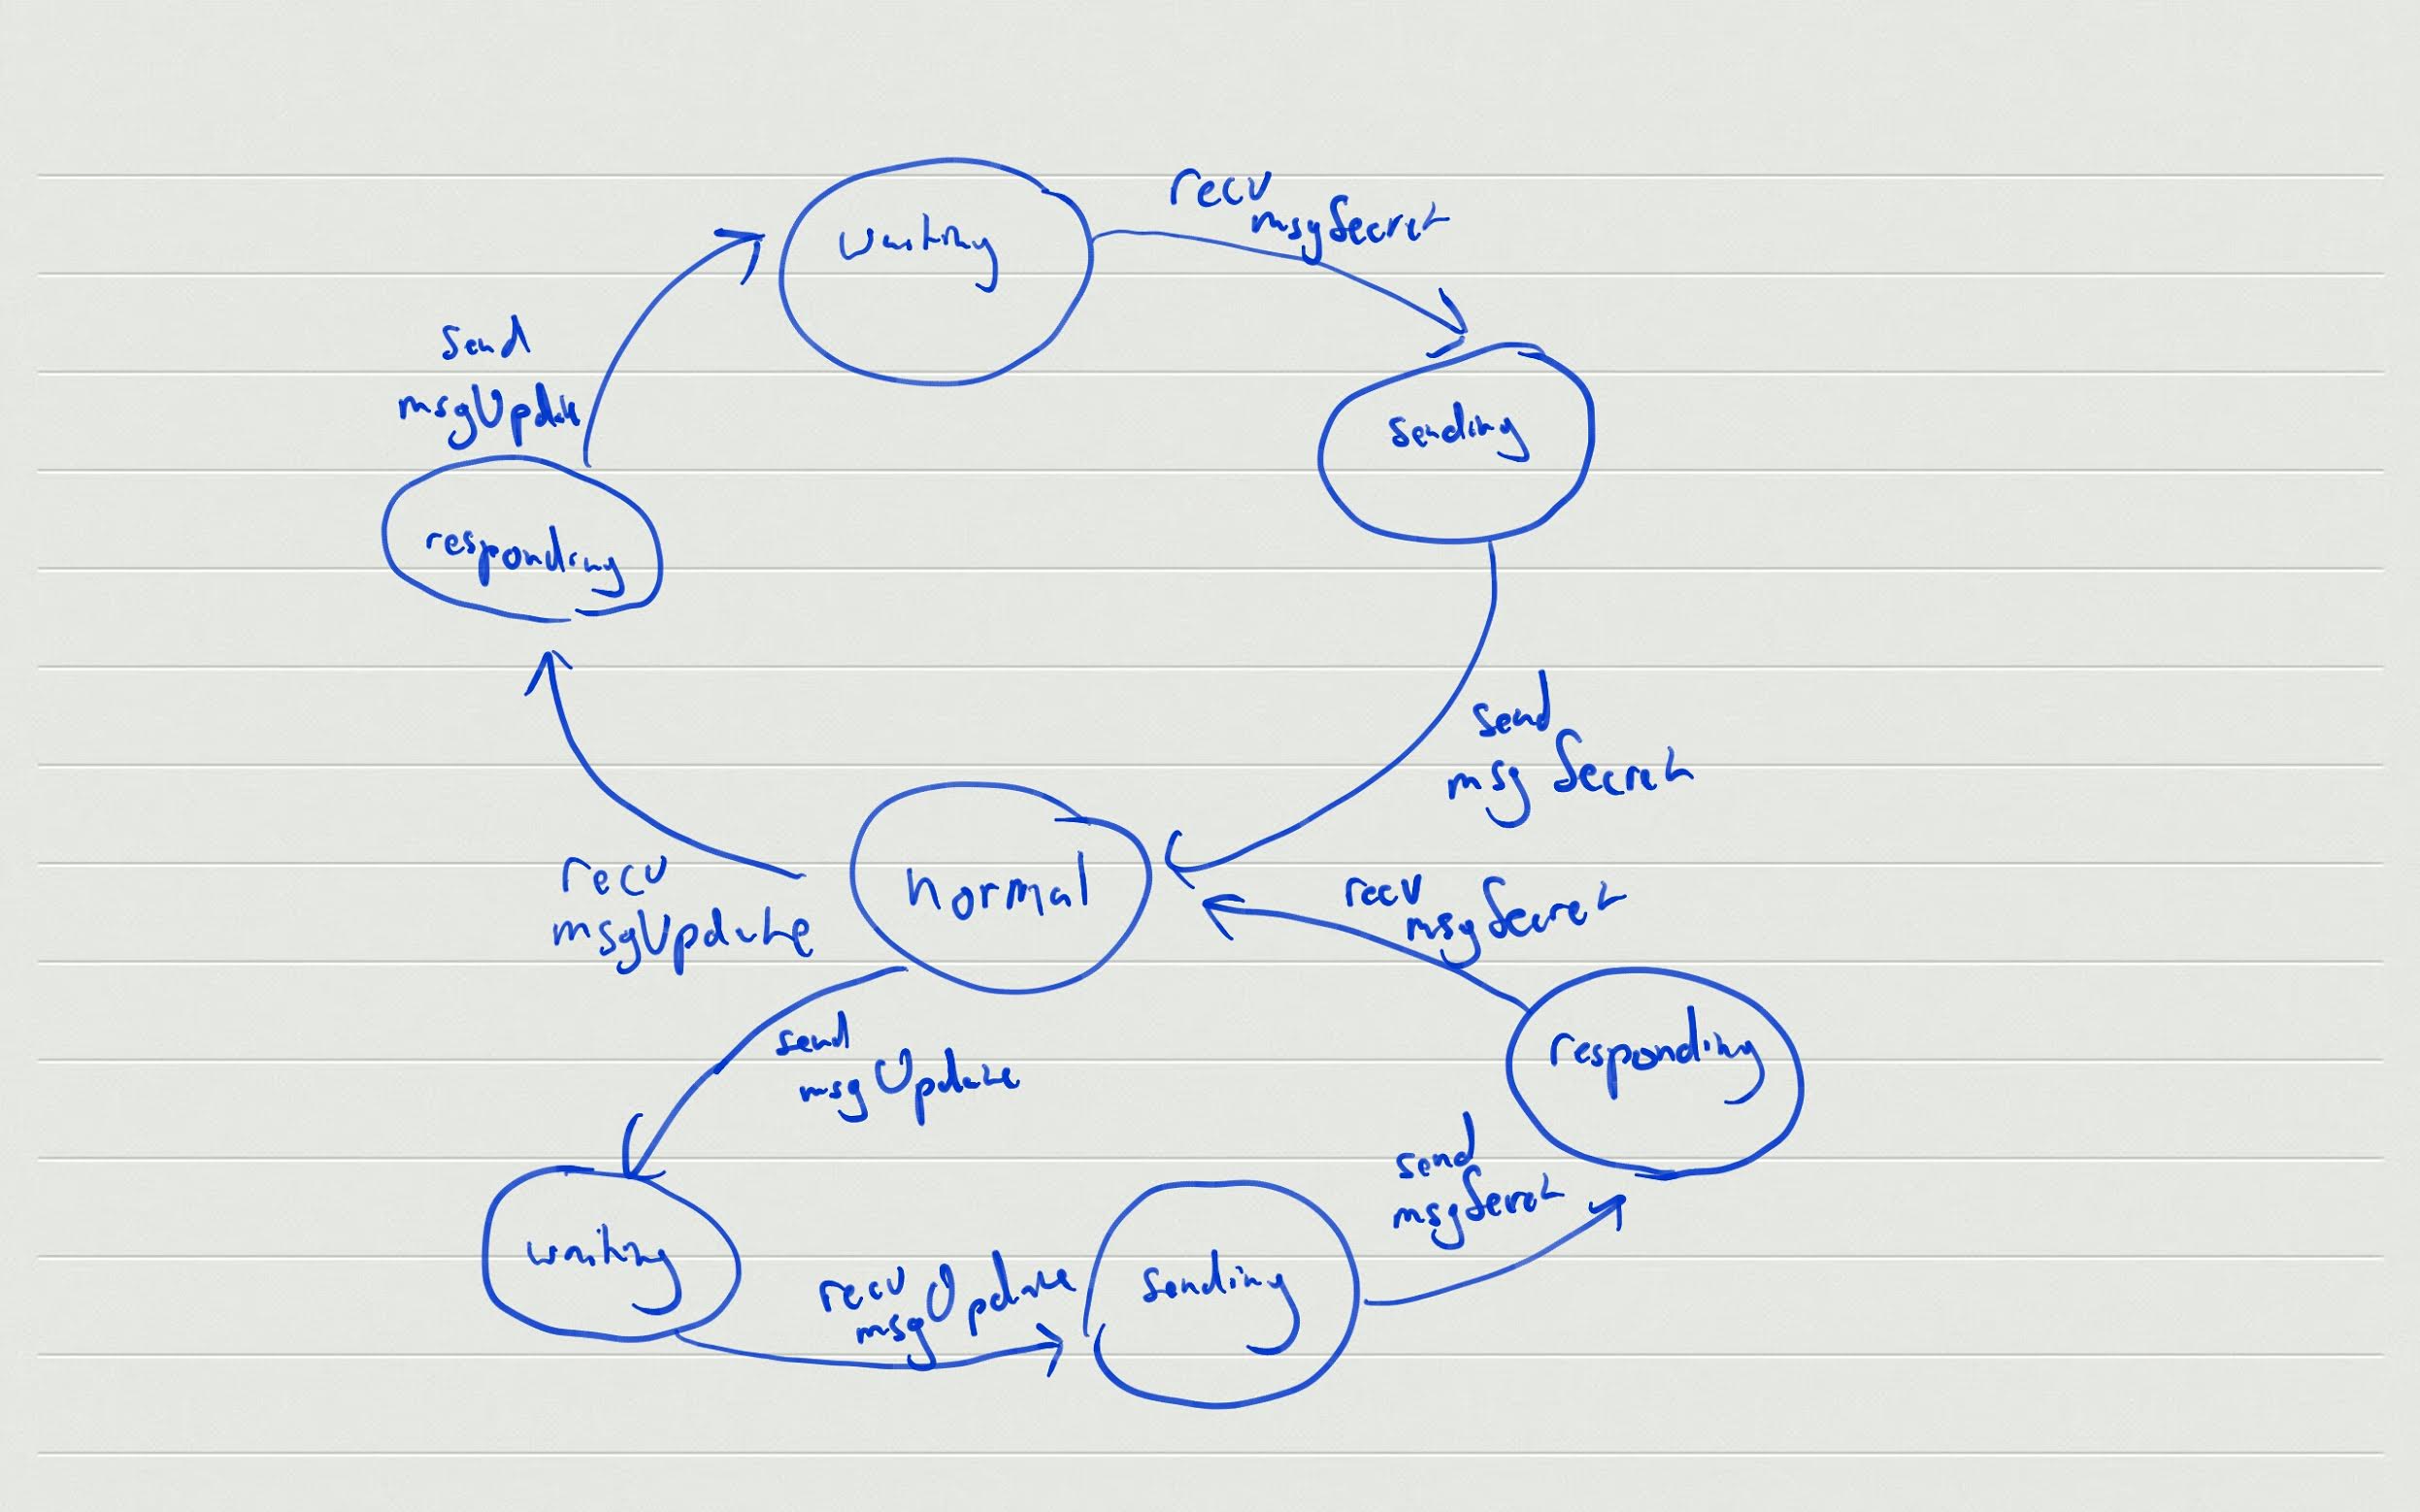 waiting
recv
msgSecret
send
msgUpdate
sending
responding
send
msg Secret
normal
recv
msgUpdate
recv
msgSecret
send
msgUpdate
responding
send
msgSecret
waiting
recv
msgUpdate
sending